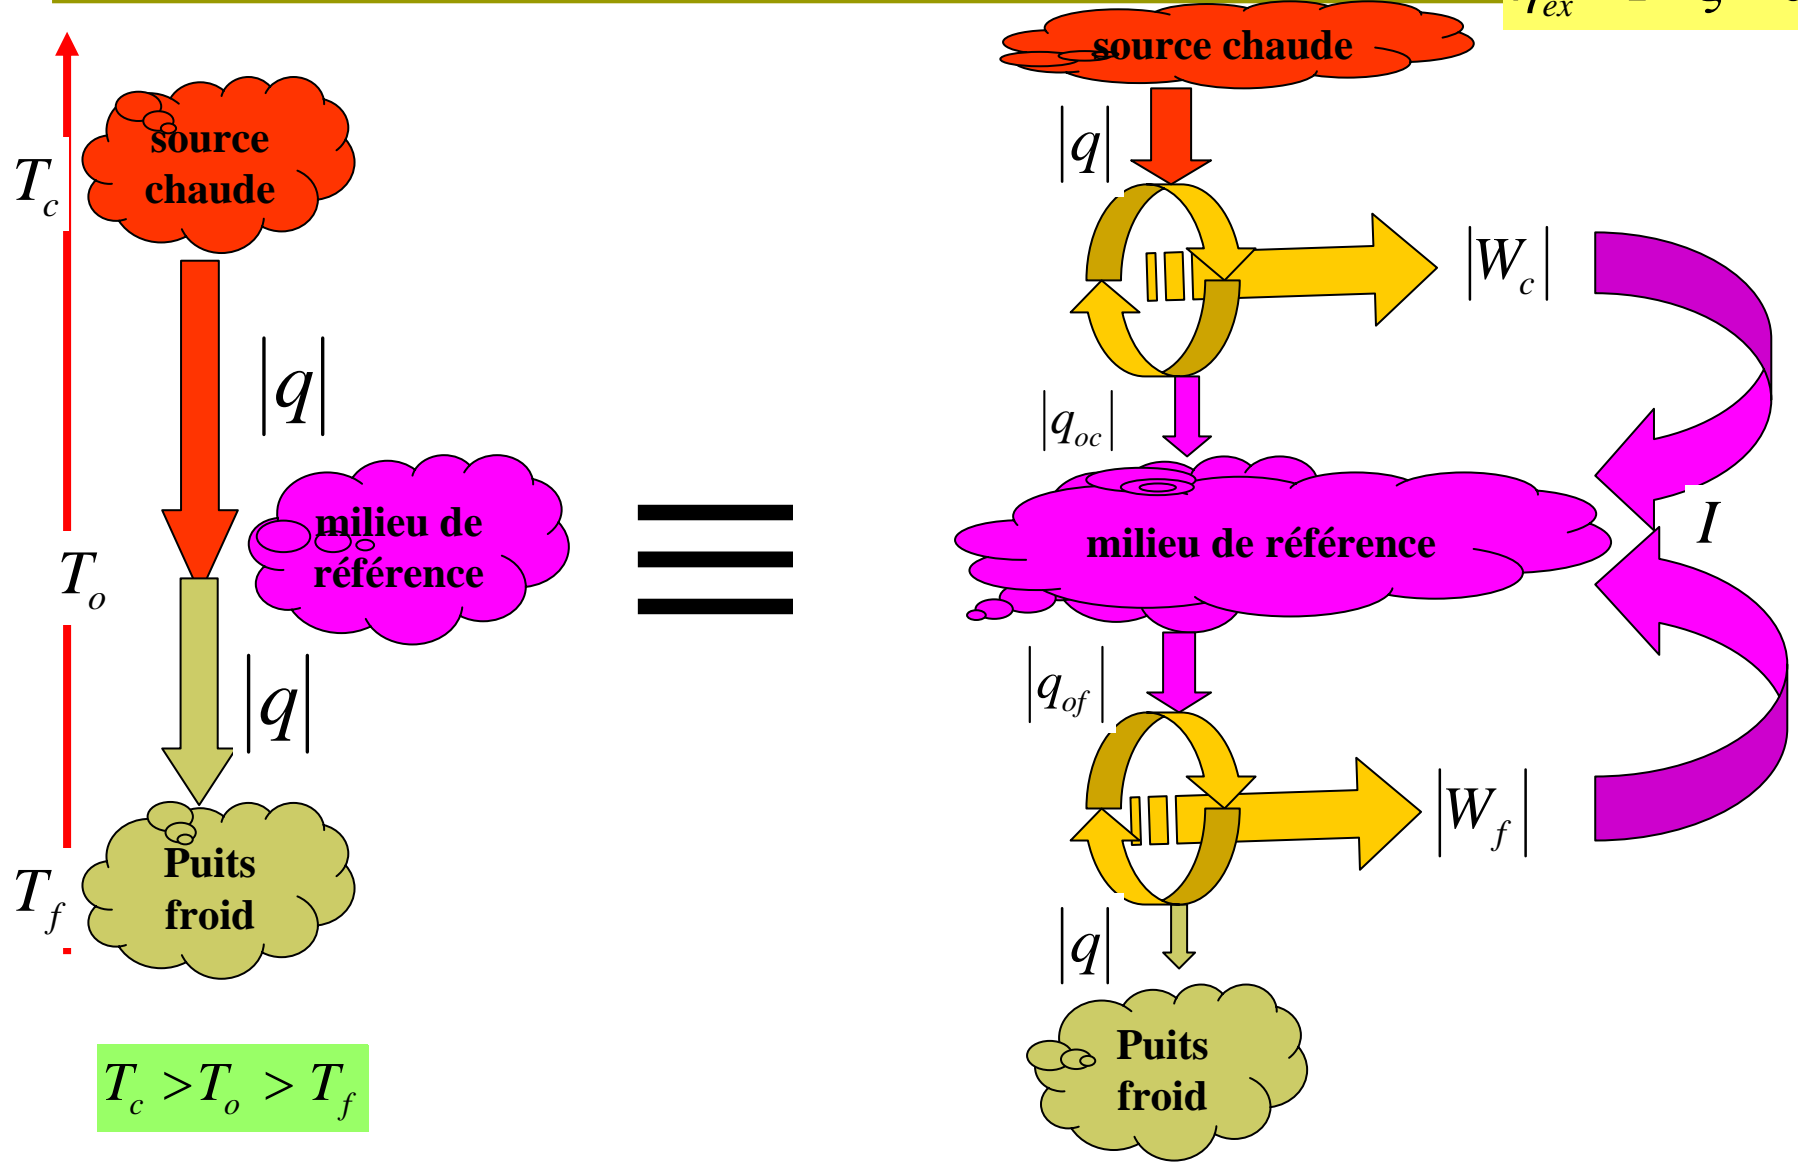 source
chaude
T_c
|q|
milieu de
référence
T_o
|q|
Puits
froid
T_f
T_c > T_o > T_f
source chaude
|q|
|W_c|
|q_oc|
milieu de référence
I
|q_of|
|W_f|
|q|
Puits
froid